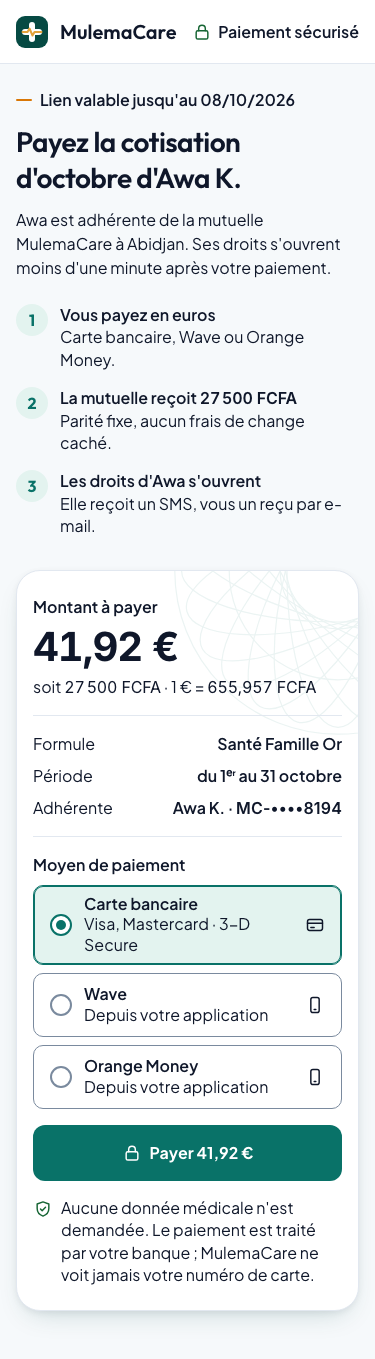 MulemaCare
Paiement sécurisé
Lien valable jusqu'au 08/10/2026
Payez la cotisation
d'octobre d'Awa K.
Awa est adhérente de la mutuelle
MulemaCare à Abidjan. Ses droits s'ouvrent
moins d'une minute après votre paiement.
1
Vous payez en euros
Carte bancaire, Wave ou Orange
Money.
2
La mutuelle reçoit 27 500 FCFA
Parité fixe, aucun frais de change
caché.
3
Les droits d'Awa s'ouvrent
Elle reçoit un SMS, vous un reçu par e-
mail.
Montant à payer
41,92 €
soit 27 500 FCFA · 1 € = 655,957 FCFA
Formule
Santé Famille Or
Période
du 1er au 31 octobre
Adhérente
Awa K. · MC-••••8194
Moyen de paiement
Carte bancaire
Visa, Mastercard · 3-D
Secure
Wave
Depuis votre application
Orange Money
Depuis votre application
Payer 41,92 €
Aucune donnée médicale n'est
demandée. Le paiement est traité
par votre banque ; MulemaCare ne
voit jamais votre numéro de carte.